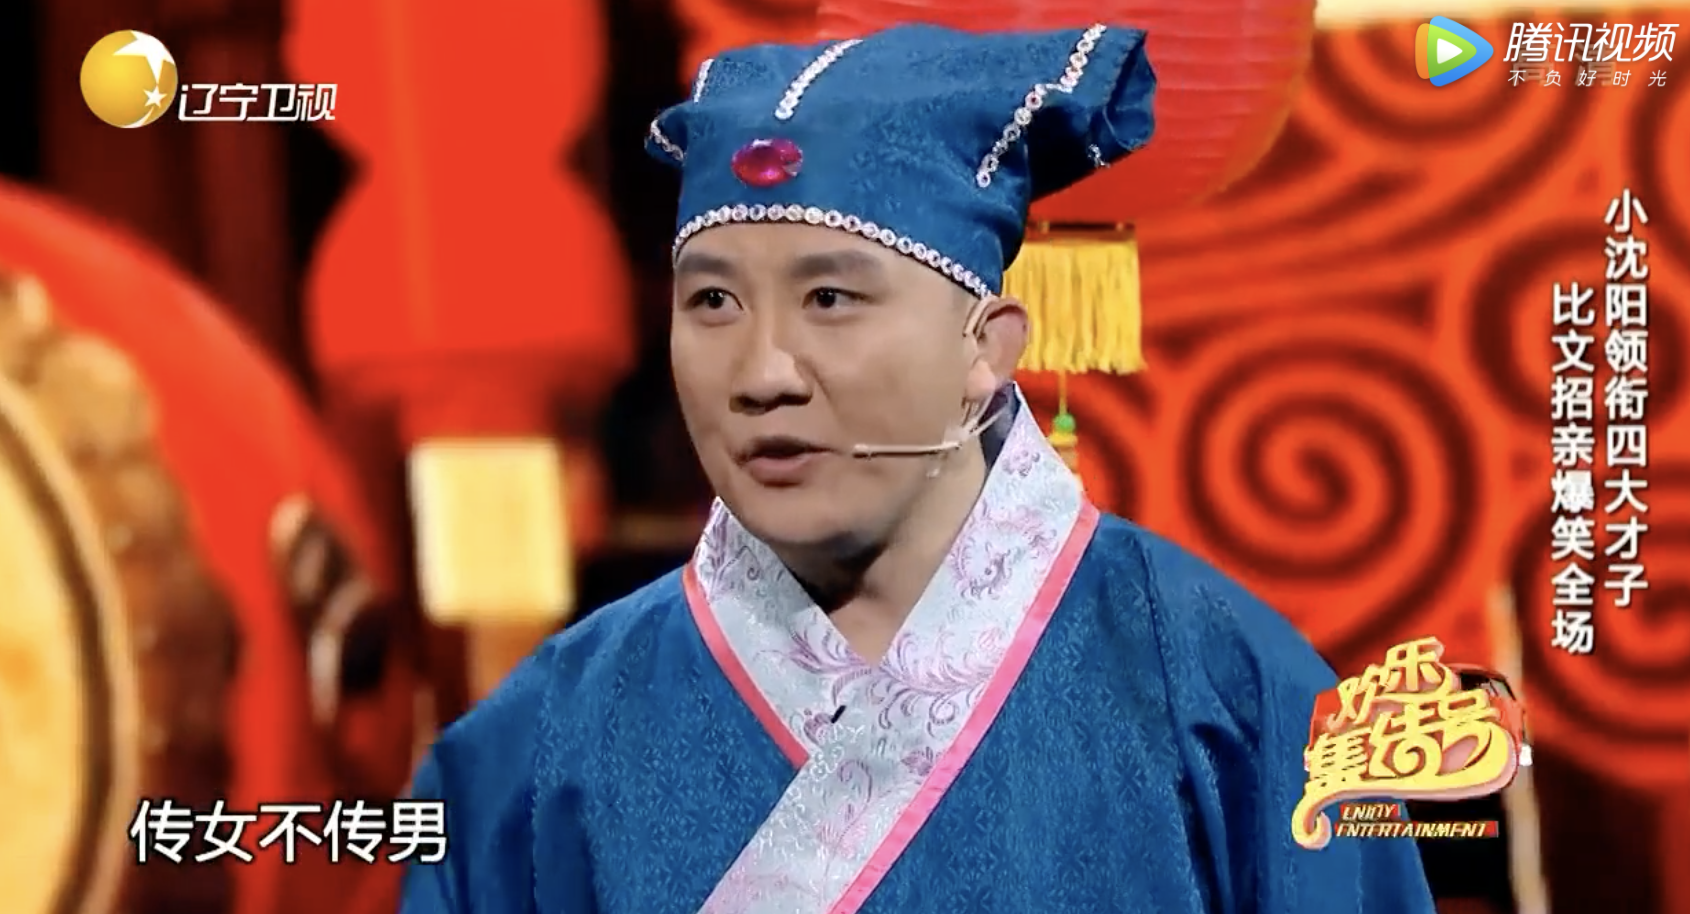 辽宁卫视
腾讯视频
不负好时光
小沈阳领衔四大才子
比文招亲爆笑全场
欢乐
集结号
ENJOY
ENTERTAINMENT
传女不传男